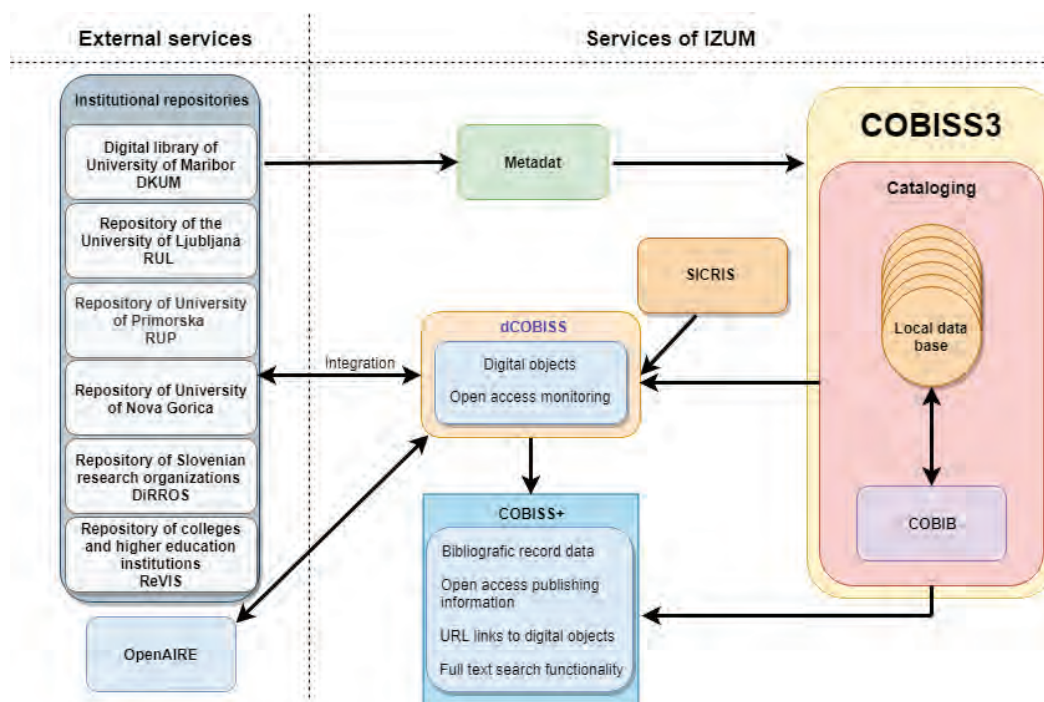 External services
Services of IZUM
Institutional repositories
Digital library of
University of Maribor
DKUM
Repository of the
University of Ljubljana
RUL
Repository of University
of Primorska
RUP
Repository of University
of Nova Gorica
Repository of Slovenian
research organizations
DiRROS
Repository of colleges
and higher education
institutions
ReVIS
OpenAIRE
Integration
Metadat
SICRIS
dCOBISS
Digital objects
Open access monitoring
COBISS+
Bibliografic record data
Open access publishing
information
URL links to digital objects
Full text search functionality
COBISS3
Cataloging
Local data
base
COBIB